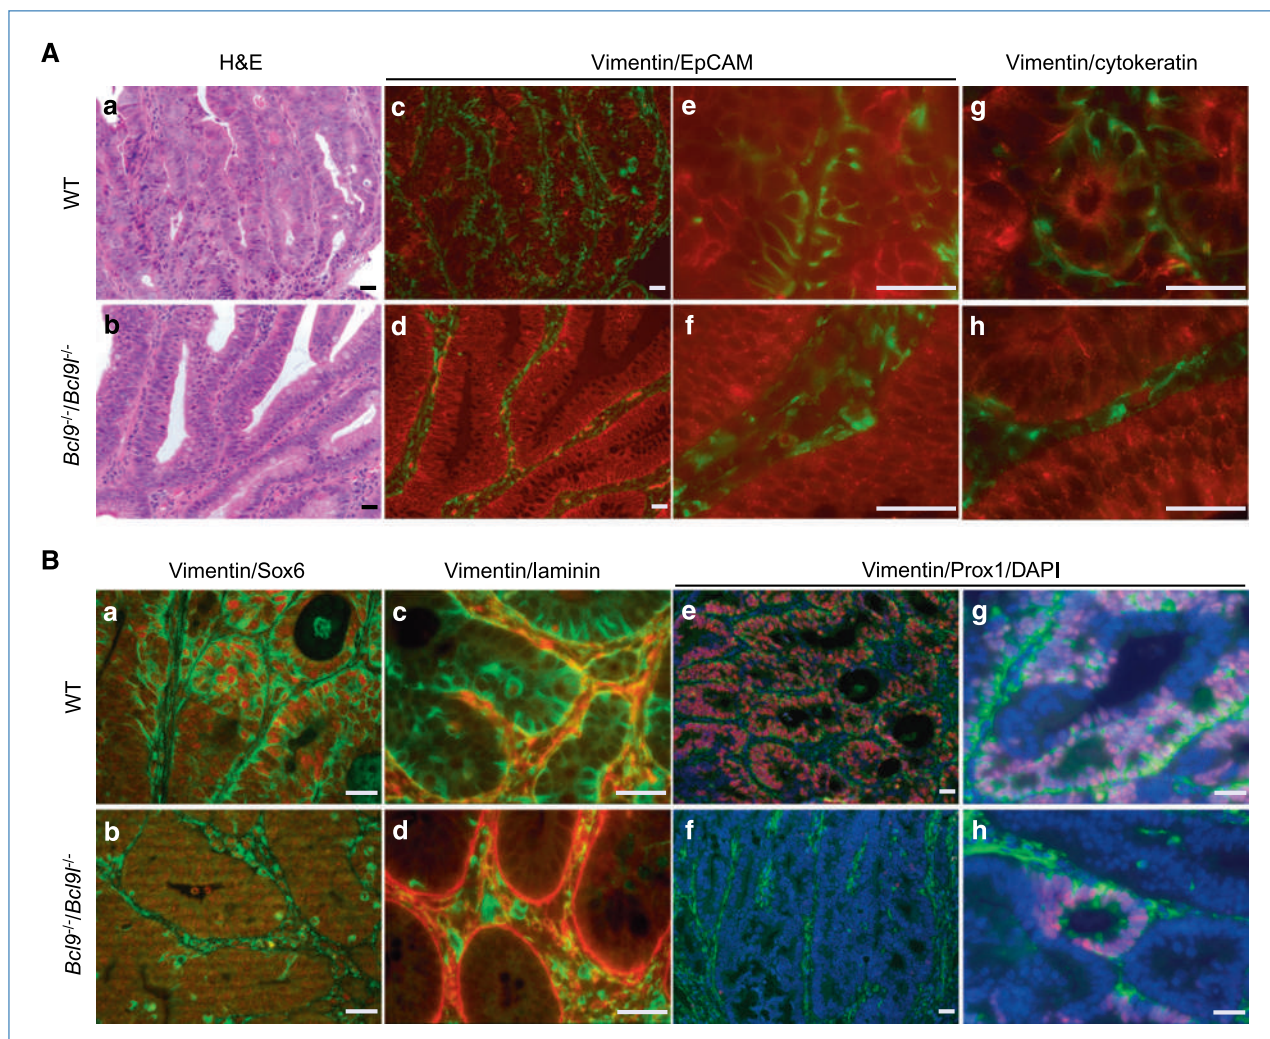 A
H&E
Vimentin/EpCAM
Vimentin/cytokeratin
WT
a
c
e
g
Bcl9-/-/Bcl9l-/-
b
d
f
h
B
Vimentin/Sox6
Vimentin/laminin
Vimentin/Prox1/DAPI
WT
a
c
e
g
Bcl9-/-/Bcl9l-/-
b
d
f
h